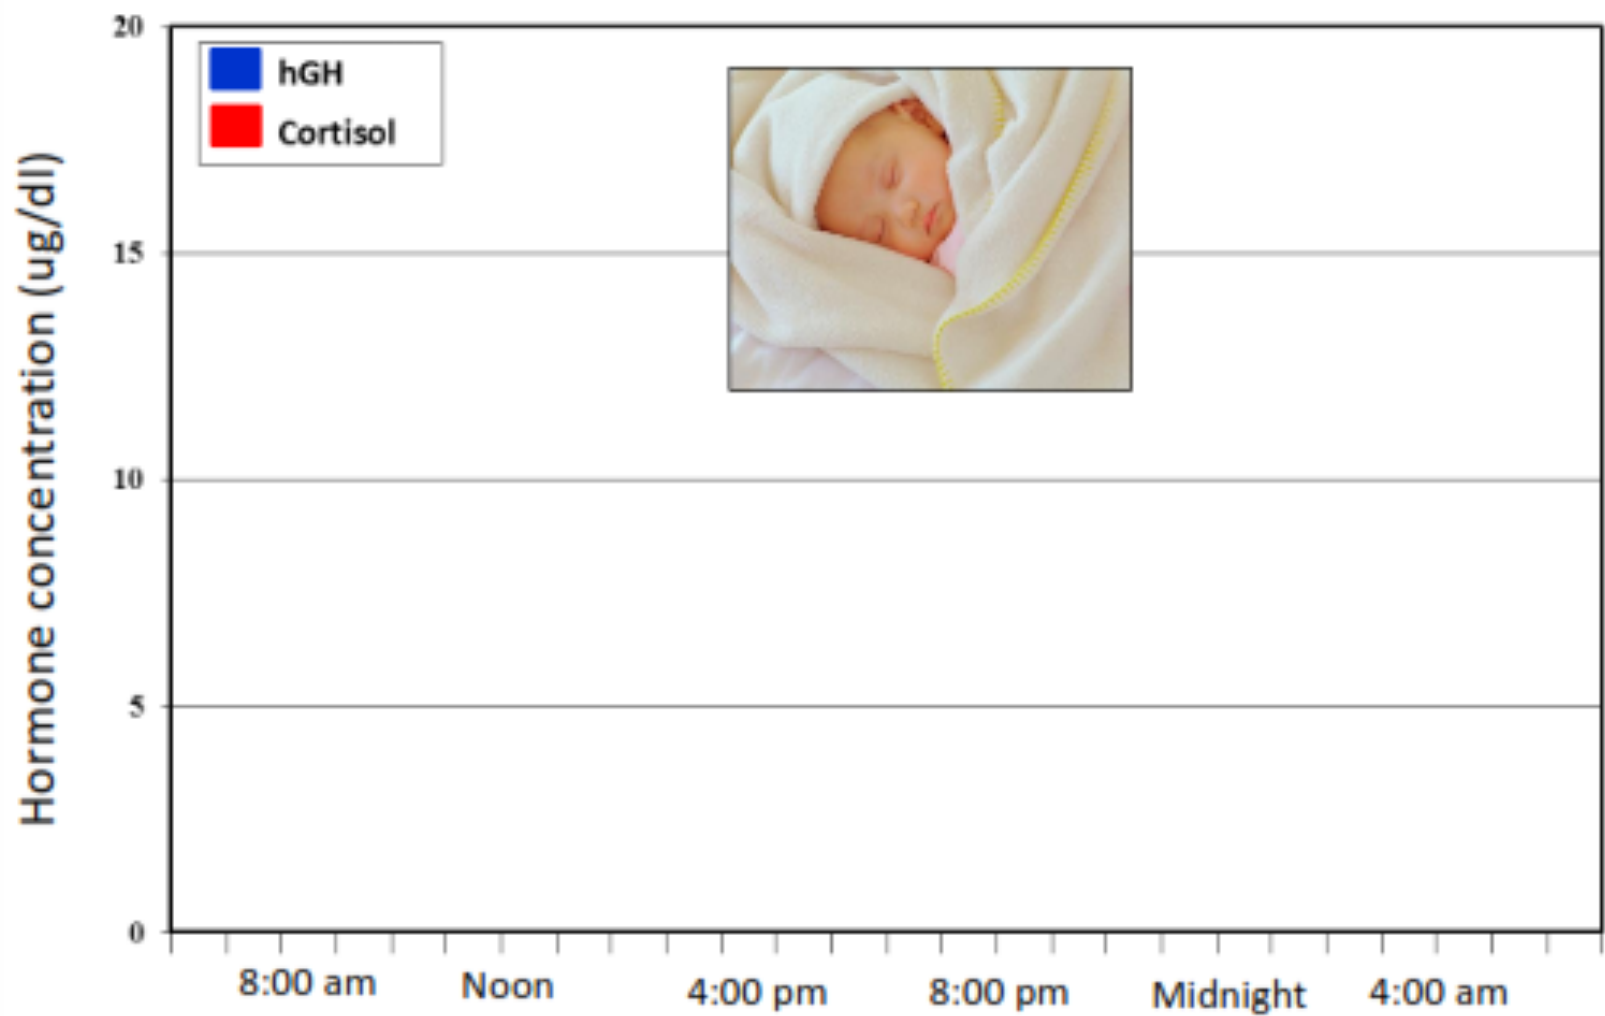 20
hGH
Cortisol
15
10
5
0
Hormone concentration (ug/dl)
8:00 am Noon 4:00 pm 8:00 pm Midnight 4:00 am